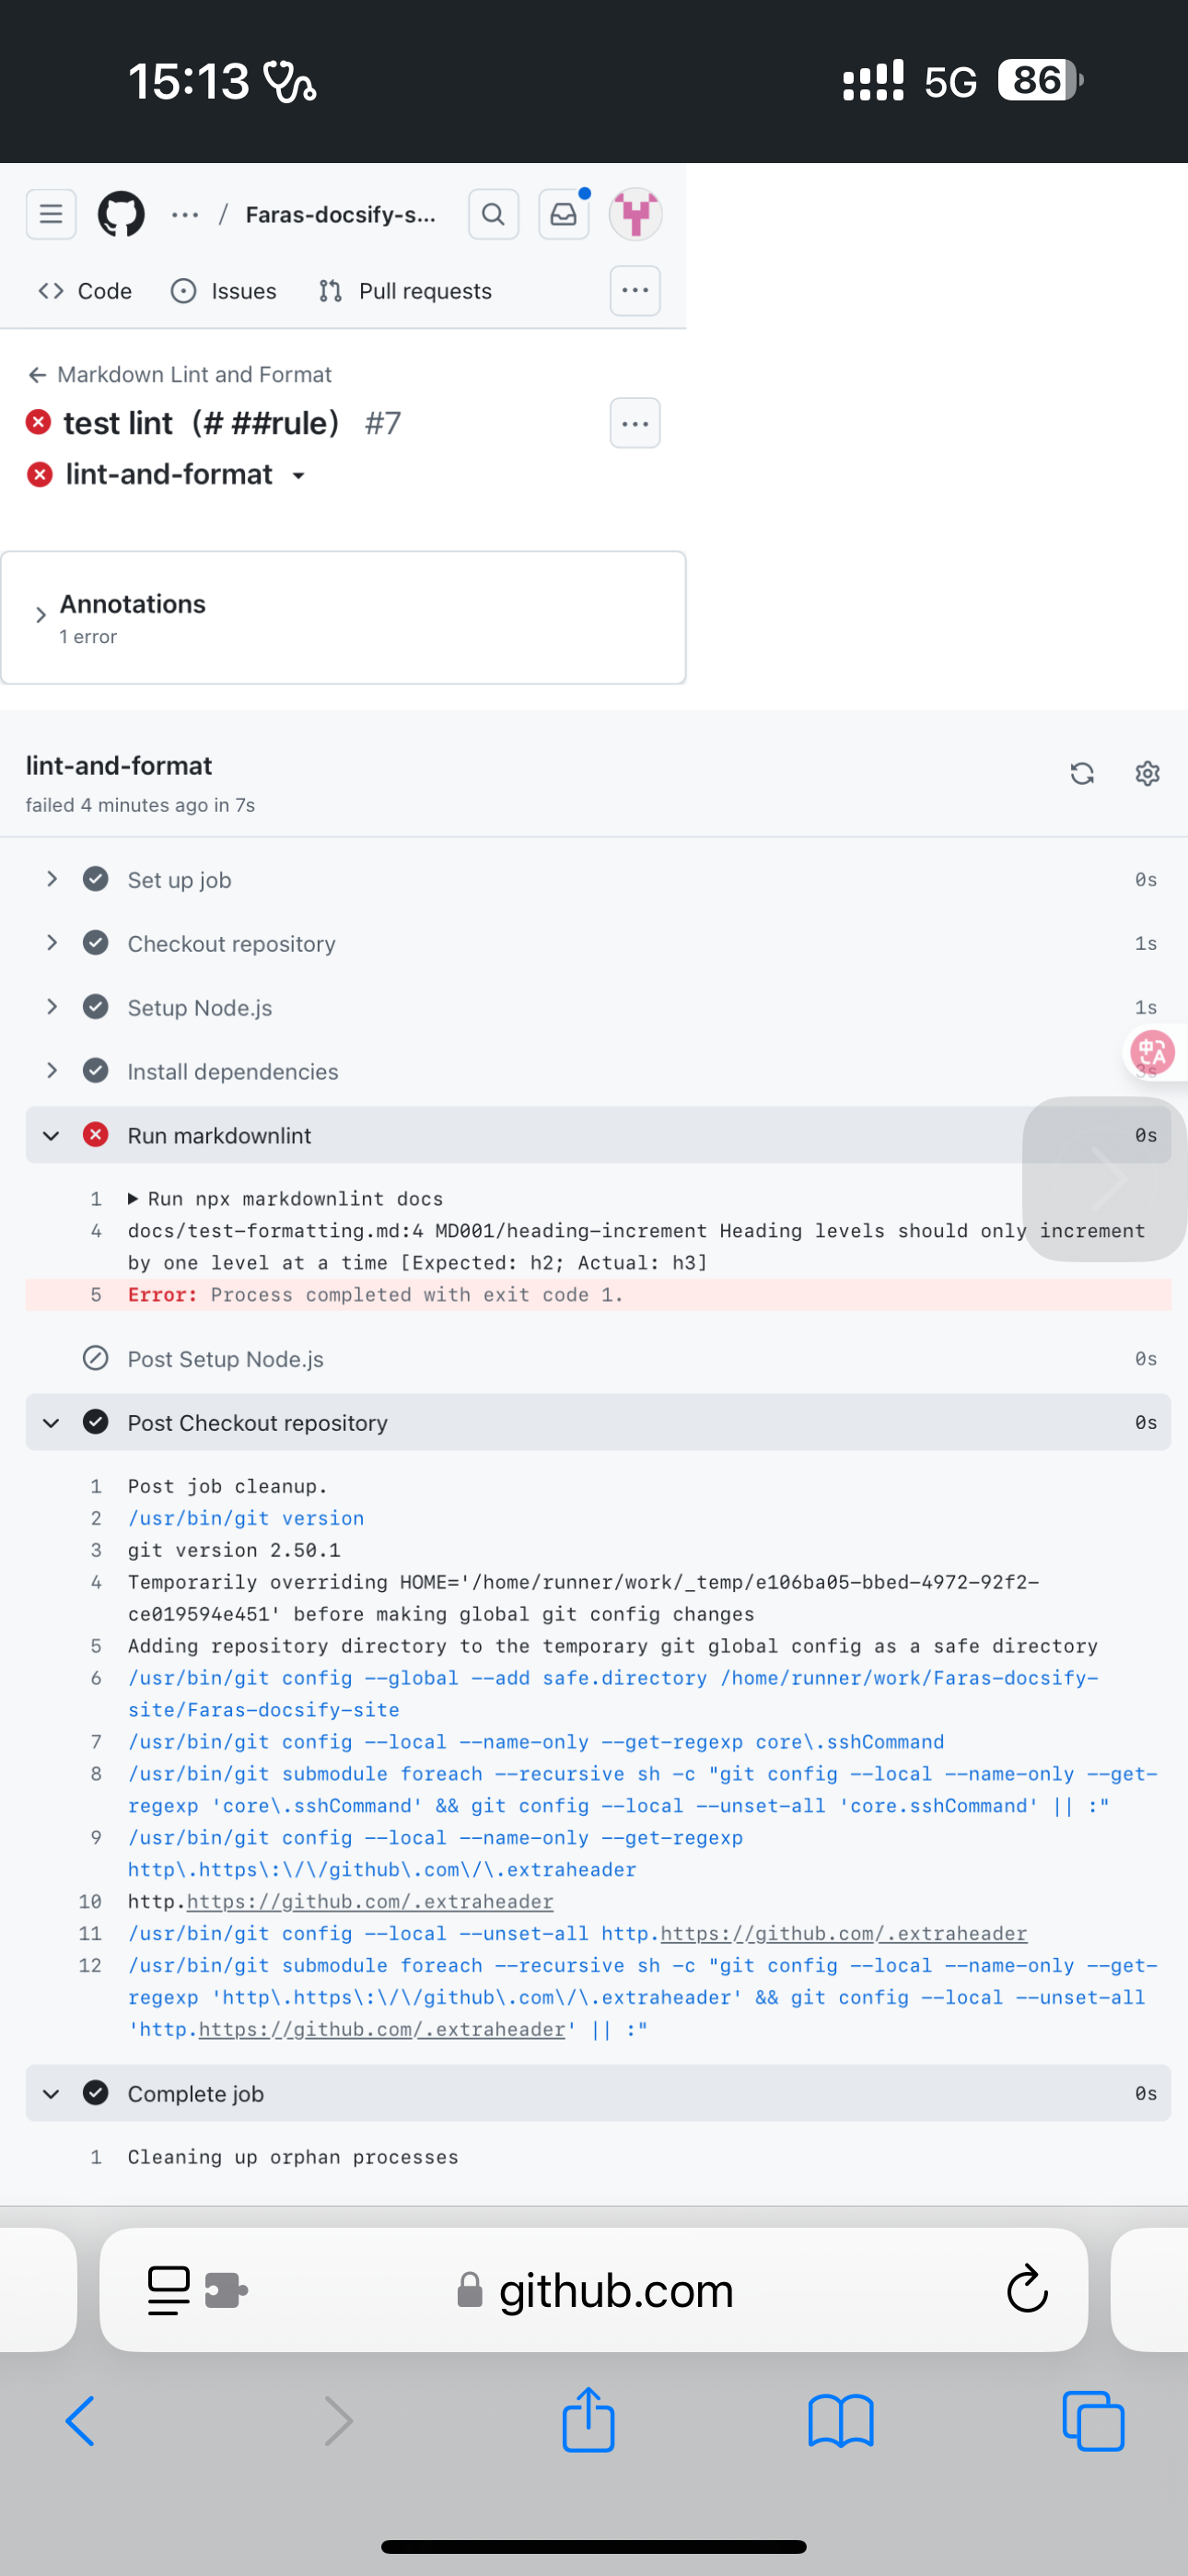 15:13
5G
86
... / Faras-docsify-s...
Code
Issues
Pull requests
Markdown Lint and Format
test lint（# ##rule） #7
lint-and-format
Annotations
1 error
lint-and-format
failed 4 minutes ago in 7s
Set up job 0s
Checkout repository 1s
Setup Node.js 1s
中A
Install dependencies 3s
Run markdownlint 0s
1 Run npx markdownlint docs
4 docs/test-formatting.md:4 MD001/heading-increment Heading levels should only increment
by one level at a time [Expected: h2; Actual: h3]
5 Error: Process completed with exit code 1.
Post Setup Node.js 0s
Post Checkout repository 0s
1 Post job cleanup.
2 /usr/bin/git version
3 git version 2.50.1
4 Temporarily overriding HOME='/home/runner/work/_temp/e106ba05-bbed-4972-92f2-
ce019594e451' before making global git config changes
5 Adding repository directory to the temporary git global config as a safe directory
6 /usr/bin/git config --global --add safe.directory /home/runner/work/Faras-docsify-
site/Faras-docsify-site
7 /usr/bin/git config --local --name-only --get-regexp core\.sshCommand
8 /usr/bin/git submodule foreach --recursive sh -c "git config --local --name-only --get-
regexp 'core\.sshCommand' && git config --local --unset-all 'core.sshCommand' || :"
9 /usr/bin/git config --local --name-only --get-regexp
http\.https\:\/\/github\.com\/\.extraheader
10 http.https://github.com/.extraheader
11 /usr/bin/git config --local --unset-all http.https://github.com/.extraheader
12 /usr/bin/git submodule foreach --recursive sh -c "git config --local --name-only --get-
regexp 'http\.https\:\/\/github\.com\/\.extraheader' && git config --local --unset-all
'http.https://github.com/.extraheader' || :"
Complete job 0s
1 Cleaning up orphan processes
github.com